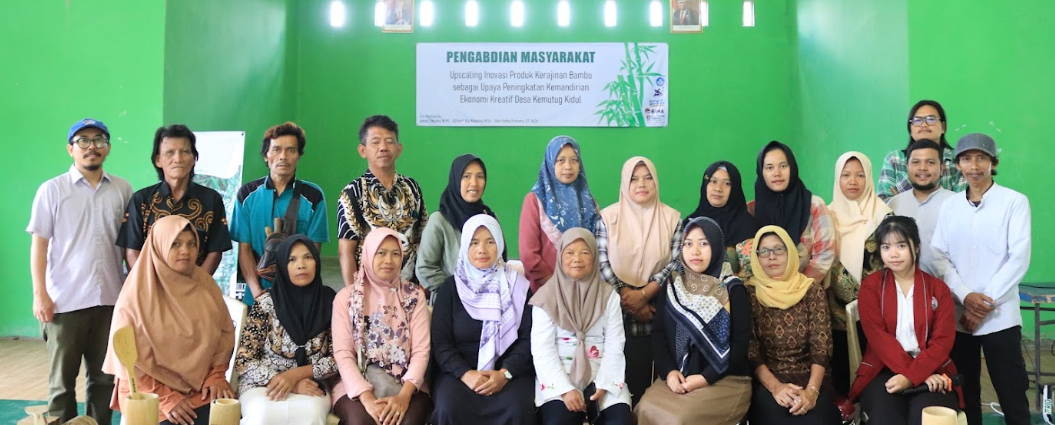 PENGABDIAN MASYARAKAT
Upscaling Inovasi Produk Kerajinan Bambu
sebagai Upaya Peningkatan Kemandirian
Ekonomi Kreatif Desa Kemutug Kidul